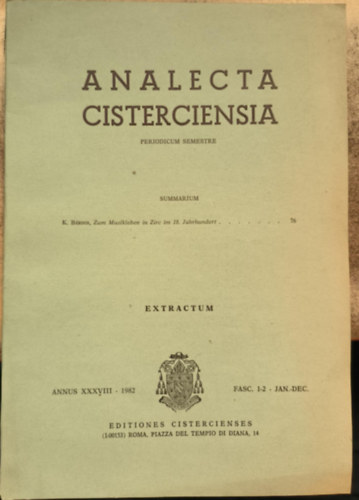 ANALECTA
CISTERCIENSIA
PERIODICUM SEMESTRE
SUMMARIUM
K. Zum Musikleben in Zirc im 18. Jahrhundert . . . . . . . . 76
EXTRACTUM
ANNUS XXXVIII - 1982
FASC. 1-2 - JAN.-DEC.
EDITIONES CISTERCIENSES
(I-00153) ROMA, PIAZZA DEL TEMPIO DI DIANA, 14